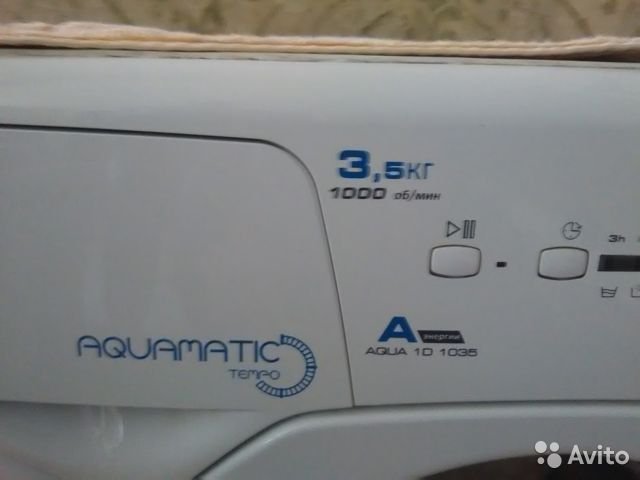 3,5кг
1000 об/мин
3h
A энергии
AQUA 1D 1035
AQUAMATIC
TEMPO
Avito